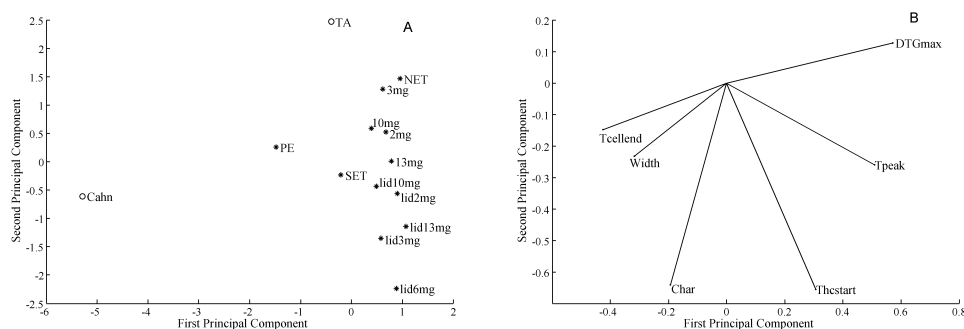 A
2.5
2
1.5
1
0.5
0
-0.5
-1
-1.5
-2
-2.5
Second Principal Component
TA
NET
3mg
10mg
2mg
PE
13mg
SET
lid10mg
lid2mg
Cahn
lid13mg
lid3mg
lid6mg
-6 -5 -4 -3 -2 -1 0 1 2
First Principal Component
B
0.2
0.1
0
-0.1
-0.2
-0.3
-0.4
-0.5
-0.6
Second Principal Component
DTGmax
Tcellend
Width
Tpeak
Char
Thcstart
-0.4 -0.2 0 0.2 0.4 0.6 0.8
First Principal Component